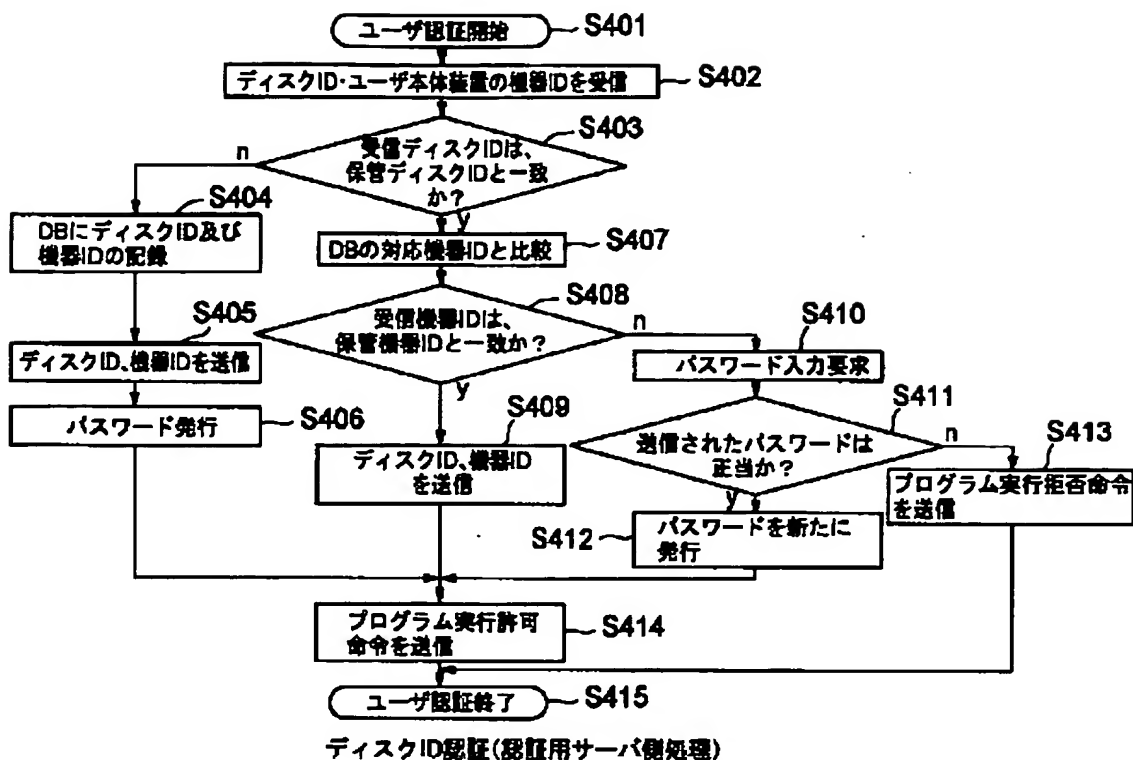 ユーザ認証開始
S401
ディスクID・ユーザ本体装置の機器IDを受信
S402
受信ディスクIDは、
保管ディスクIDと一致
か?
S403
n
y
DBにディスクID及び
機器IDの記録
S404
DBの対応機器IDと比較
S407
ディスクID、機器IDを送信
S405
受信機器IDは、
保管機器IDと一致か?
S408
n
y
パスワード入力要求
S410
パスワード発行
S406
ディスクID、機器ID
を送信
S409
送信されたパスワードは
正当か?
S411
n
y
プログラム実行拒否命令
を送信
S413
パスワードを新たに
発行
S412
プログラム実行許可
命令を送信
S414
ユーザ認証終了
S415
ディスクID認証(認証用サーバ側処理)